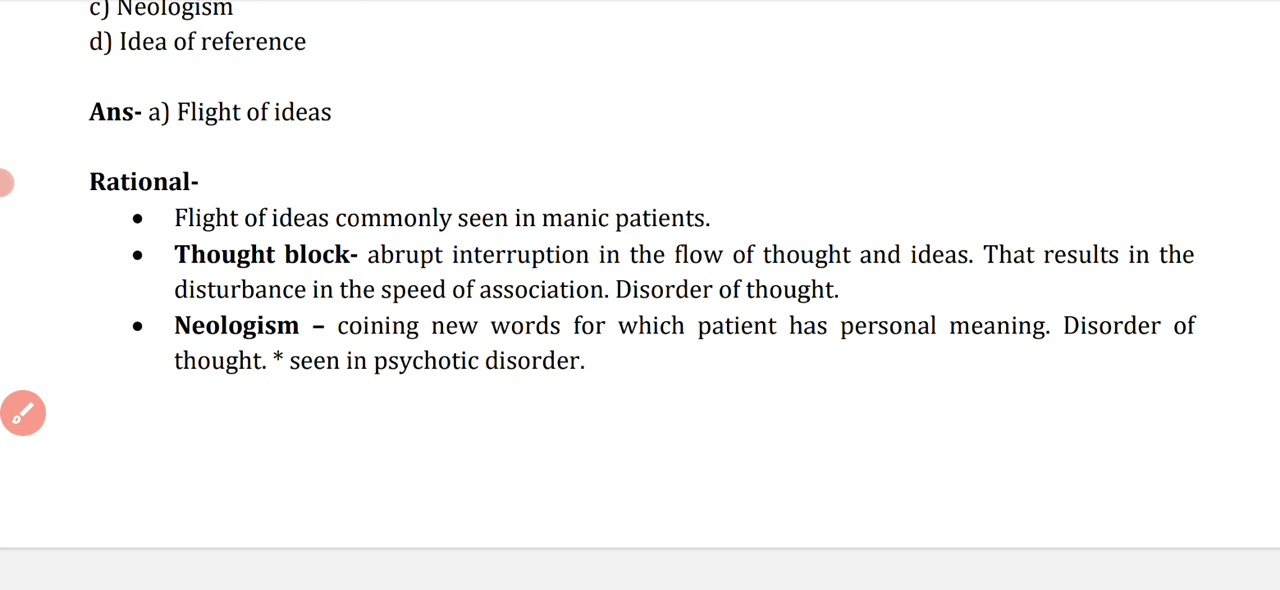 c) Neologism
d) Idea of reference
Ans- a) Flight of ideas
Rational-
• Flight of ideas commonly seen in manic patients.
• Thought block- abrupt interruption in the flow of thought and ideas. That results in the
disturbance in the speed of association. Disorder of thought.
• Neologism – coining new words for which patient has personal meaning. Disorder of
thought. * seen in psychotic disorder.